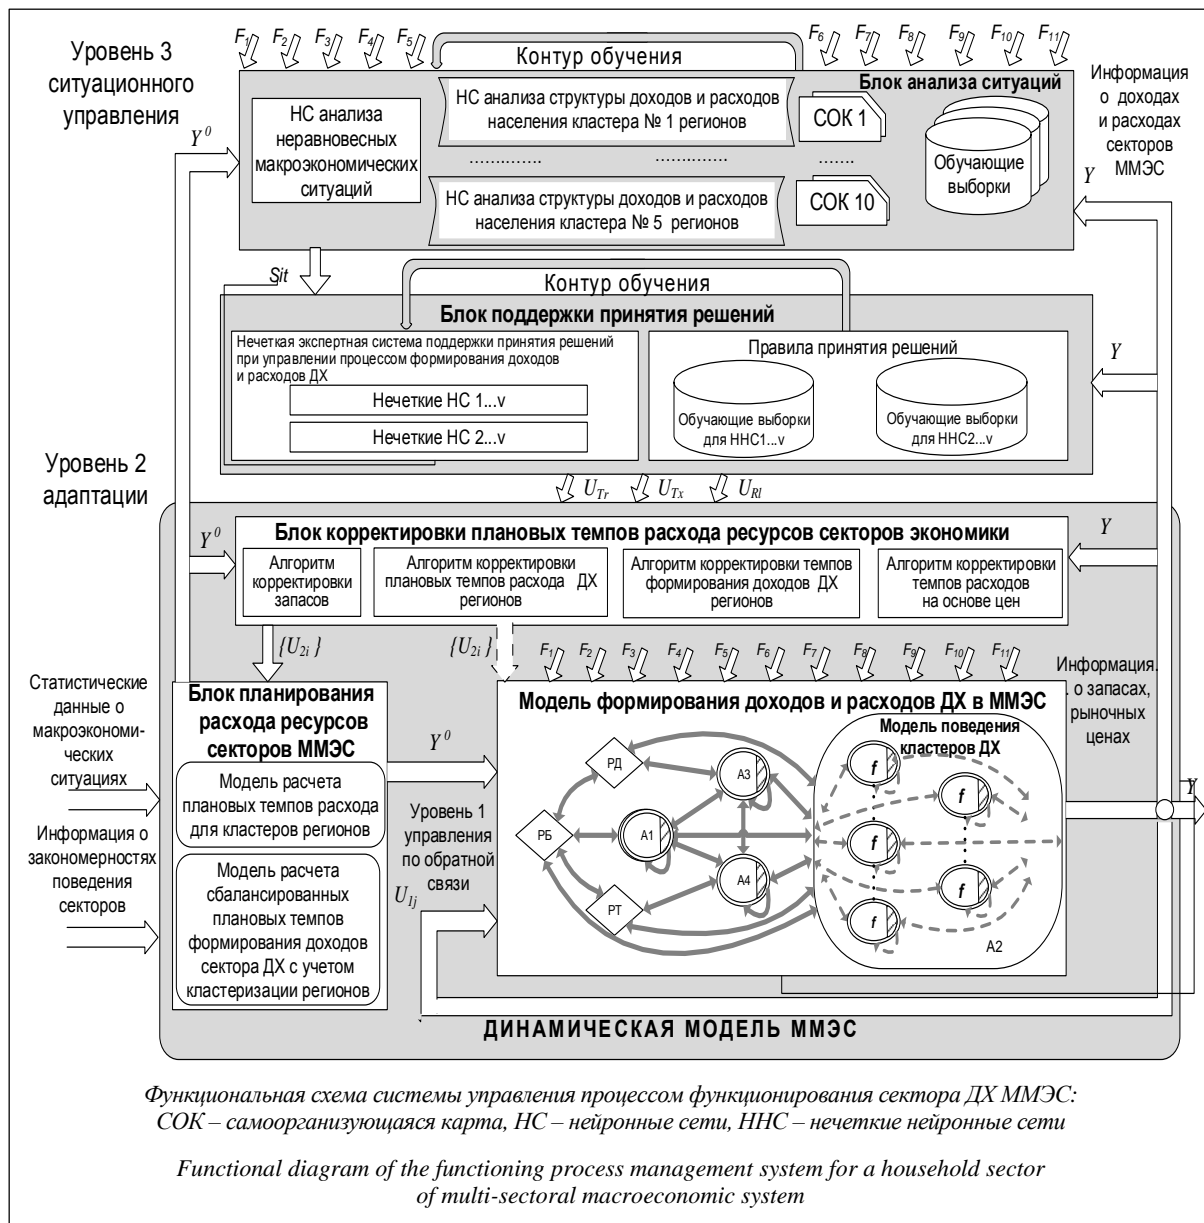 Уровень 3
ситуационного
управления
F1 F2 F3 F4 F5
Контур обучения
F6 F7 F8 F9 F10 F11
Блок анализа ситуаций
Информация
о доходах
и расходах
секторов
ММЭС
Y
Y⁰
НС анализа
неравновесных
макроэкономических
ситуаций
НС анализа структуры доходов и расходов
населения кластера № 1 регионов
............. ............. .......
НС анализа структуры доходов и расходов
населения кластера № 5 регионов
СОК 1
СОК 10
Обучающие
выборки
Sit
Контур обучения
Блок поддержки принятия решений
Нечеткая экспертная система поддержки принятия решений
при управлении процессом формирования доходов
и расходов ДХ
Нечеткие НС 1...v
Нечеткие НС 2...v
Правила принятия решений
Обучающие выборки
для ННС1...v
Обучающие выборки
для ННС2...v
Y
Уровень 2
адаптации
U_Tr U_Tx U_Rl
Y⁰
Блок корректировки плановых темпов расхода ресурсов секторов экономики
Y
Алгоритм
корректировки
запасов
Алгоритм корректировки
плановых темпов расхода ДХ
регионов
Алгоритм корректировки темпов
формирования доходов ДХ
регионов
Алгоритм корректировки
темпов расходов
на основе цен
{U2i}
{U2i}
F1 F2 F3 F4 F5 F6 F7 F8 F9 F10 F11
Информация.
. о запасах,
рыночных
ценах
Статистические
данные о
макроэкономи-
ческих
ситуациях
Информация о
закономерностях
поведения
секторов
Блок планирования
расхода ресурсов
секторов ММЭС
Модель расчета
плановых темпов расхода
для кластеров регионов
Модель расчета
сбалансированных
плановых темпов
формирования доходов
сектора ДХ с учетом
кластеризации регионов
Y⁰
Уровень 1
управления
по обратной
связи
U1j
Модель формирования доходов и расходов ДХ в ММЭС
Модель поведения
кластеров ДХ
РД
А3
РБ
А1
РТ
А4
f
f
f
f
f
А2
Y
ДИНАМИЧЕСКАЯ МОДЕЛЬ ММЭС
Функциональная схема системы управления процессом функционирования сектора ДХ ММЭС:
СОК – самоорганизующаяся карта, НС – нейронные сети, ННС – нечеткие нейронные сети
Functional diagram of the functioning process management system for a household sector
of multi-sectoral macroeconomic system